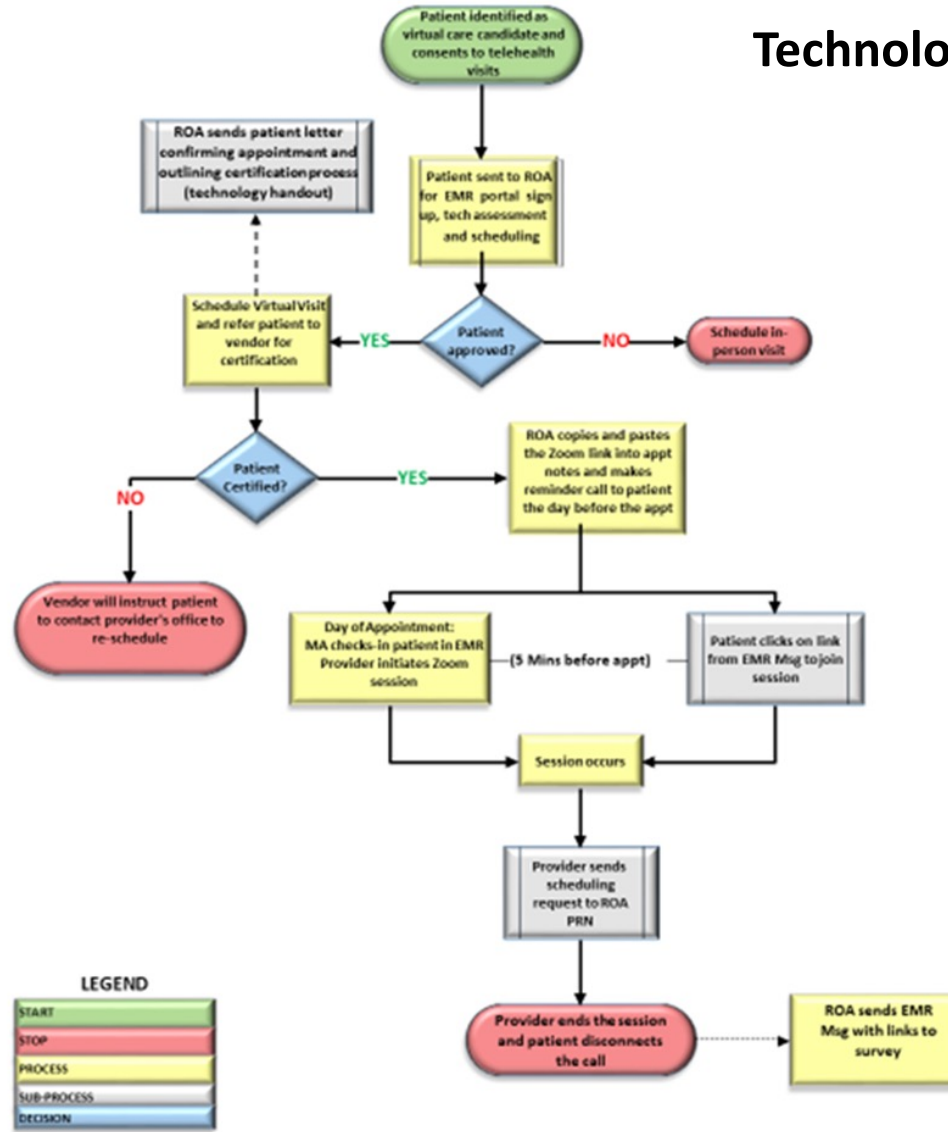 Technolo
Patient identified as
virtual care candidate and
consents to telehealth
visits
ROA sends patient letter
confirming appointment and
outlining certification process
(technology handout)
Patient sent to ROA
for EMR portal sign
up, tech assessment
and scheduling
Schedule Virtual Visit
and refer patient to
vendor for
certification
YES
Patient
approved?
NO
Schedule in-
person visit
Patient
Certified?
YES
NO
ROA copies and pastes
the Zoom link into appt
notes and makes
reminder call to patient
the day before the appt
Vendor will instruct patient
to contact provider's office to
re-schedule
Day of Appointment:
MA checks-in patient in EMR
Provider initiates Zoom
session
(5 Mins before appt)
Patient clicks on link
from EMR Msg to join
session
Session occurs
Provider sends
scheduling
request to ROA
PRN
Provider ends the session
and patient disconnects
the call
ROA sends EMR
Msg with links to
survey
LEGEND
START
STOP
PROCESS
SUB-PROCESS
DECISION